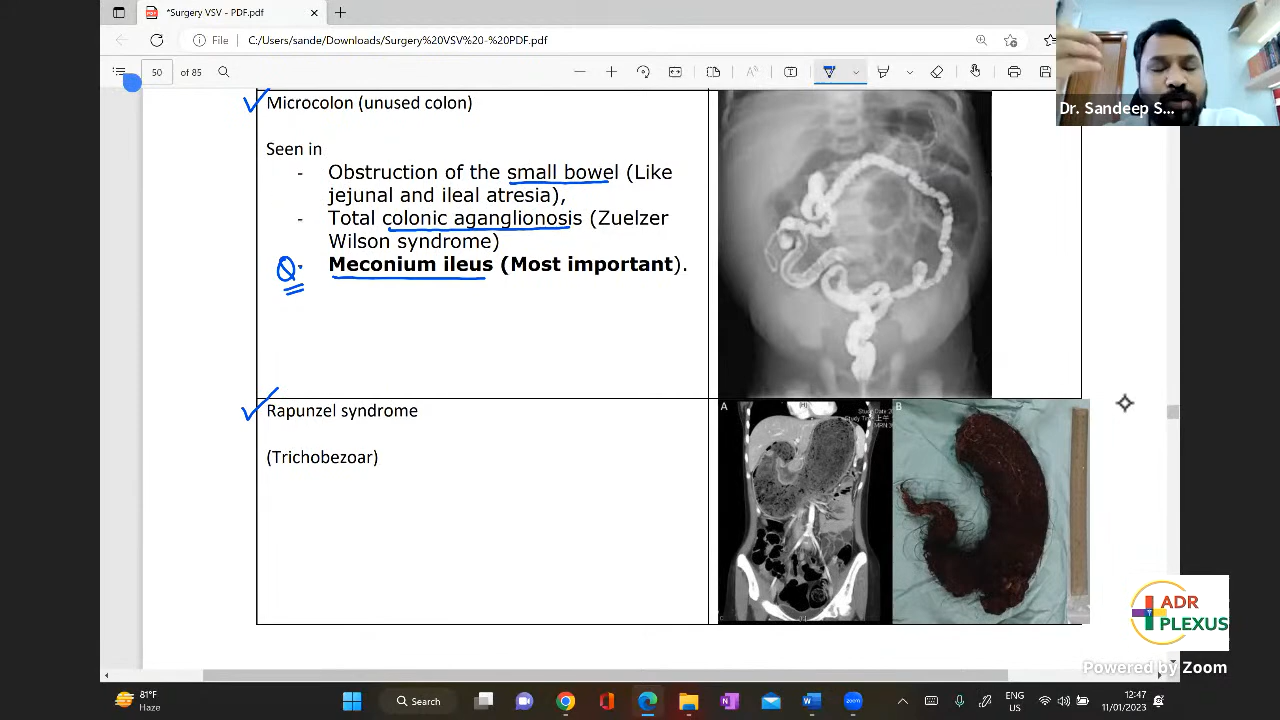 *Surgery VSV - PDF.pdf
File
C:/Users/sande/Downloads/Surgery%20VSV%20-%20PDF.pdf
50 of 85
Dr. Sandeep S...
Microcolon (unused colon)
Seen in
- Obstruction of the small bowel (Like
jejunal and ileal atresia),
- Total colonic aganglionosis (Zuelzer
Wilson syndrome)
Q. Meconium ileus (Most important).
Rapunzel syndrome
(Trichobezoar)
A
[H]
B
ADR
PLEXUS
Powered by Zoom
81°F
Haze
Search
zoom
ENG
US
12:47
11/01/2023